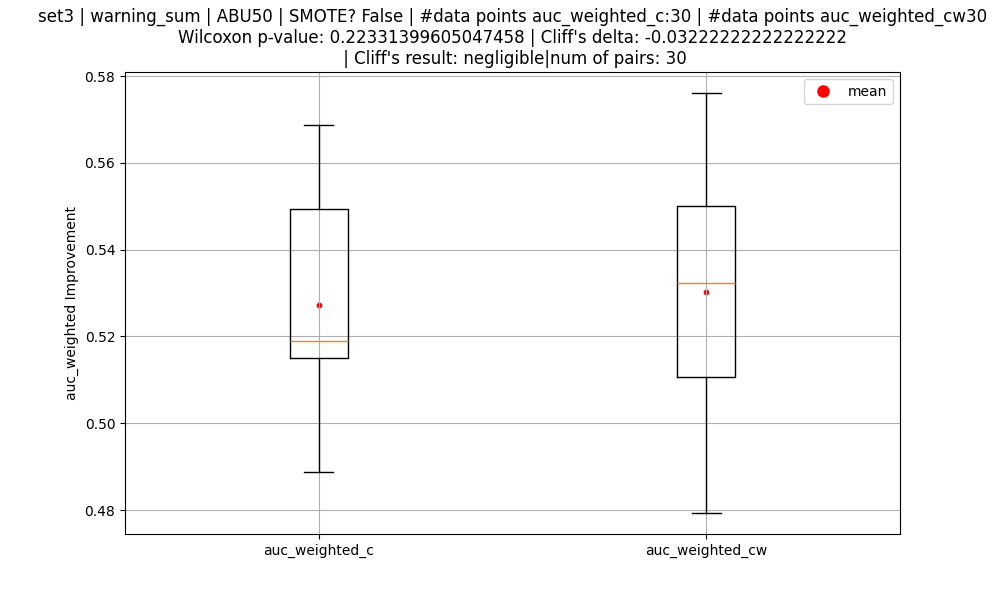 set3 | warning_sum | ABU50 | SMOTE? False | #data points auc_weighted_c:30 | #data points auc_weighted_cw30
Wilcoxon p-value: 0.22331399605047458 | Cliff's delta: -0.03222222222222222
| Cliff's result: negligible|num of pairs: 30
mean
0.58
0.56
0.54
0.52
0.50
0.48
auc_weighted Improvement
auc_weighted_c
auc_weighted_cw